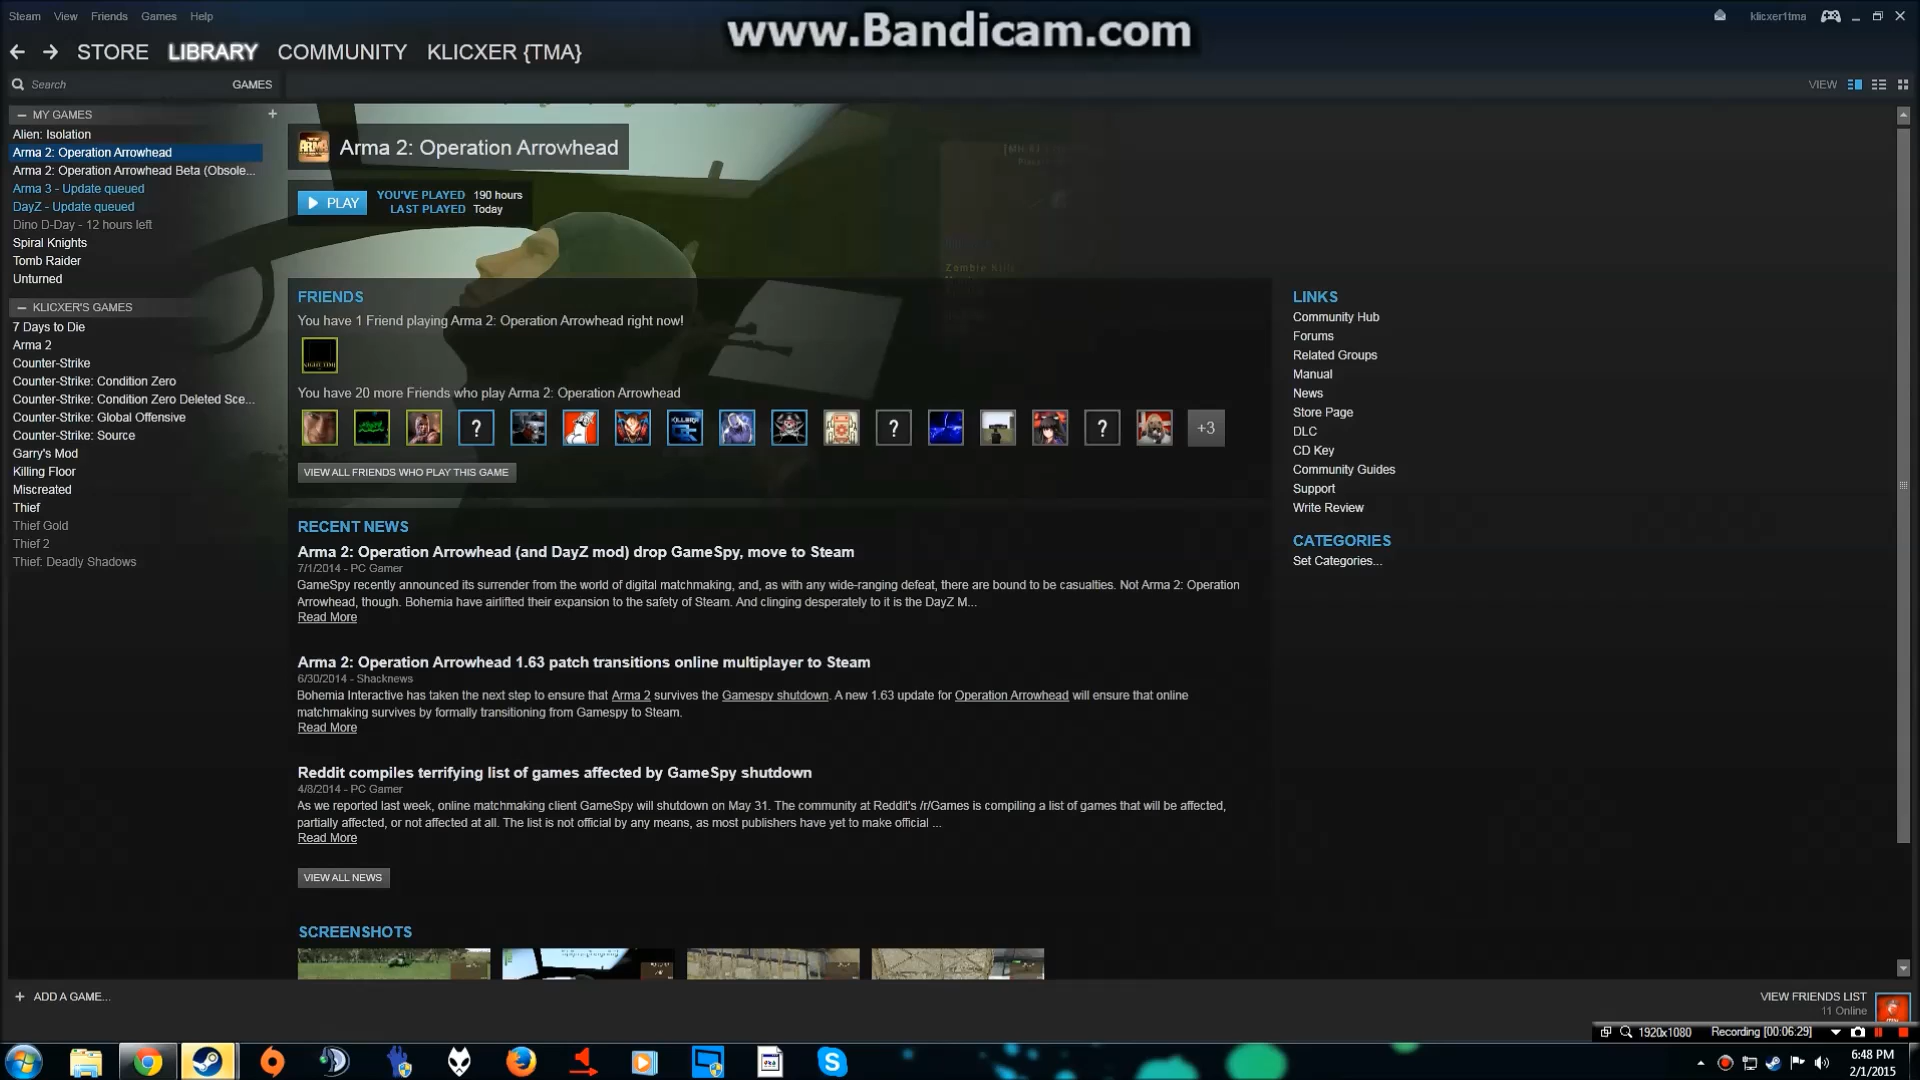 Steam View Friends Games Help
www.Bandicam.com
klicxer1tma
STORE LIBRARY COMMUNITY KLICXER {TMA}
Search GAMES
VIEW
MY GAMES +
Alien: Isolation
Arma 2: Operation Arrowhead
Arma 2: Operation Arrowhead Beta (Obsole...
Arma 3 - Update queued
DayZ - Update queued
Dino D-Day - 12 hours left
Spiral Knights
Tomb Raider
Unturned
KLICXER'S GAMES
7 Days to Die
Arma 2
Counter-Strike
Counter-Strike: Condition Zero
Counter-Strike: Condition Zero Deleted Sce...
Counter-Strike: Global Offensive
Counter-Strike: Source
Garry's Mod
Killing Floor
Miscreated
Thief
Thief Gold
Thief 2
Thief: Deadly Shadows
ARMA
Arma 2: Operation Arrowhead
PLAY
YOU'VE PLAYED 190 hours
LAST PLAYED Today
Zombie Kills
FRIENDS
You have 1 Friend playing Arma 2: Operation Arrowhead right now!
You have 20 more Friends who play Arma 2: Operation Arrowhead
? ? ? +3
VIEW ALL FRIENDS WHO PLAY THIS GAME
RECENT NEWS
Arma 2: Operation Arrowhead (and DayZ mod) drop GameSpy, move to Steam
7/1/2014 - PC Gamer
GameSpy recently announced its surrender from the world of digital matchmaking, and, as with any wide-ranging defeat, there are bound to be casualties. Not Arma 2: Operation
Arrowhead, though. Bohemia have airlifted their expansion to the safety of Steam. And clinging desperately to it is the DayZ M...
Read More
Arma 2: Operation Arrowhead 1.63 patch transitions online multiplayer to Steam
6/30/2014 - Shacknews
Bohemia Interactive has taken the next step to ensure that Arma 2 survives the Gamespy shutdown. A new 1.63 update for Operation Arrowhead will ensure that online
matchmaking survives by formally transitioning from Gamespy to Steam.
Read More
Reddit compiles terrifying list of games affected by GameSpy shutdown
4/8/2014 - PC Gamer
As we reported last week, online matchmaking client GameSpy will shutdown on May 31. The community at Reddit's /r/Games is compiling a list of games that will be affected,
partially affected, or not affected at all. The list is not official by any means, as most publishers have yet to make official ...
Read More
VIEW ALL NEWS
SCREENSHOTS
LINKS
Community Hub
Forums
Related Groups
Manual
News
Store Page
DLC
CD Key
Community Guides
Support
Write Review
CATEGORIES
Set Categories...
+ ADD A GAME...
VIEW FRIENDS LIST
11 Online
1920x1080 Recording [00:06:29]
6:48 PM
2/1/2015